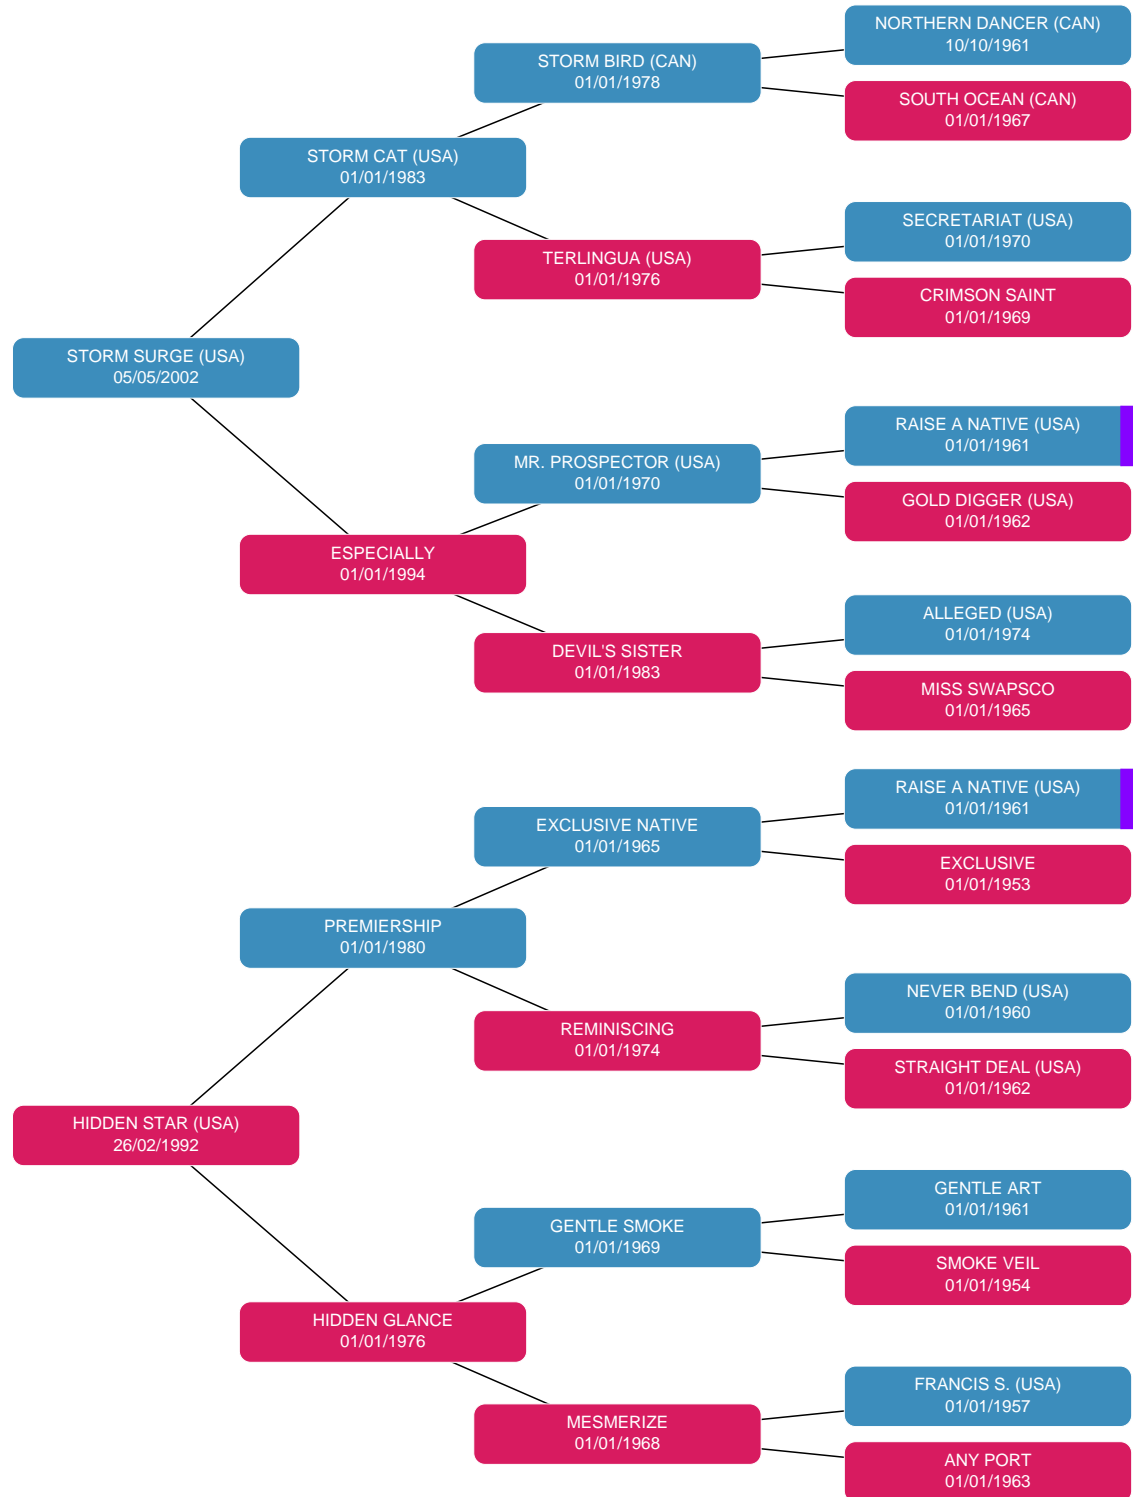 NORTHERN DANCER (CAN)
10/10/1961
STORM BIRD (CAN)
01/01/1978
SOUTH OCEAN (CAN)
01/01/1967
STORM CAT (USA)
01/01/1983
SECRETARIAT (USA)
01/01/1970
TERLINGUA (USA)
01/01/1976
CRIMSON SAINT
01/01/1969
STORM SURGE (USA)
05/05/2002
RAISE A NATIVE (USA)
01/01/1961
MR. PROSPECTOR (USA)
01/01/1970
GOLD DIGGER (USA)
01/01/1962
ESPECIALLY
01/01/1994
ALLEGED (USA)
01/01/1974
DEVIL'S SISTER
01/01/1983
MISS SWAPSCO
01/01/1965
RAISE A NATIVE (USA)
01/01/1961
EXCLUSIVE NATIVE
01/01/1965
EXCLUSIVE
01/01/1953
PREMIERSHIP
01/01/1980
NEVER BEND (USA)
01/01/1960
REMINISCING
01/01/1974
STRAIGHT DEAL (USA)
01/01/1962
HIDDEN STAR (USA)
26/02/1992
GENTLE ART
01/01/1961
GENTLE SMOKE
01/01/1969
SMOKE VEIL
01/01/1954
HIDDEN GLANCE
01/01/1976
FRANCIS S. (USA)
01/01/1957
MESMERIZE
01/01/1968
ANY PORT
01/01/1963